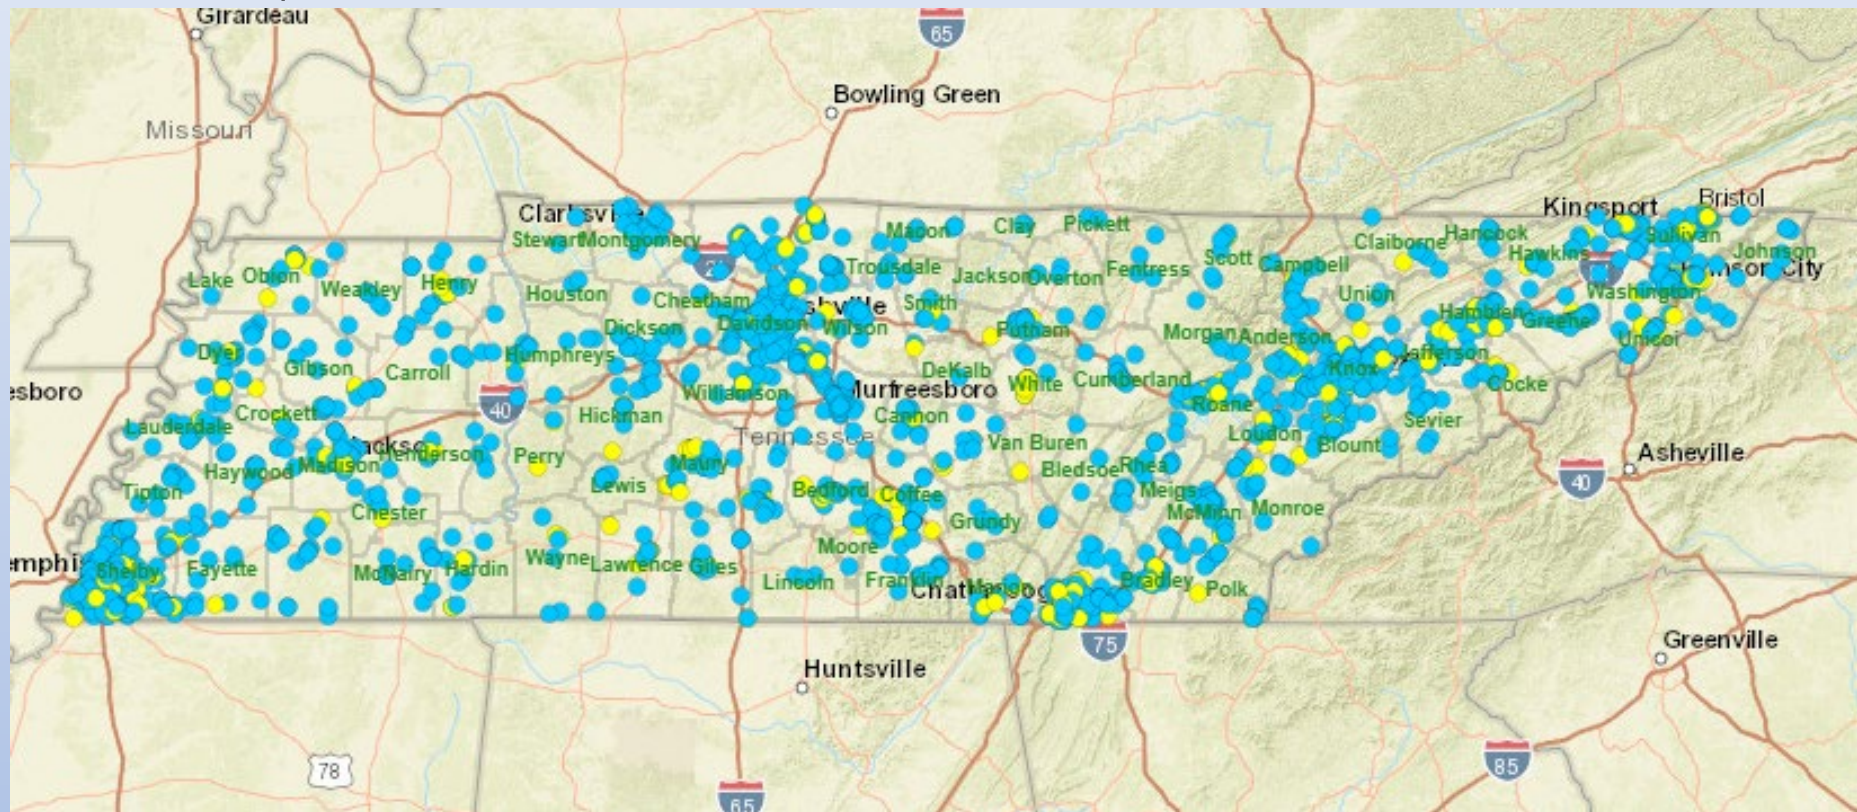 Girardeau
65
Bowling Green
Missouri
Kingsport
Bristol
Clarksville
Stewart
Montgomery
Macon
Clay
Pickett
Hancock
Claiborne
Hawkins
Sullivan
Johnson
Scott
Campbell
Trousdale
Jackson
Overton
Fentress
Lake
Obion
Weakley
Henry
Houston
Cheatham
Smith
Union
Washington
Dickson
Davidson
Wilson
Putnam
Morgan
Anderson
Hamblen
Greene
Unicoi
Dyer
Gibson
Carroll
Humphreys
DeKalb
White
Cumberland
Knox
Jefferson
Cocke
esboro
40
Williamson
Murfreesboro
Crockett
Hickman
Cannon
Roane
Sevier
Lauderdale
Tennessee
Van Buren
Loudon
Blount
Asheville
Haywood
Madison
Henderson
Perry
Maury
Bledsoe
Rhea
Tipton
Lewis
Bedford
Coffee
Meigs
Monroe
40
Chester
Grundy
McMinn
Moore
Shelby
Fayette
McNairy
Hardin
Wayne
Lawrence
Giles
Lincoln
Franklin
Marion
Bradley
Polk
75
Greenville
Huntsville
78
85
65